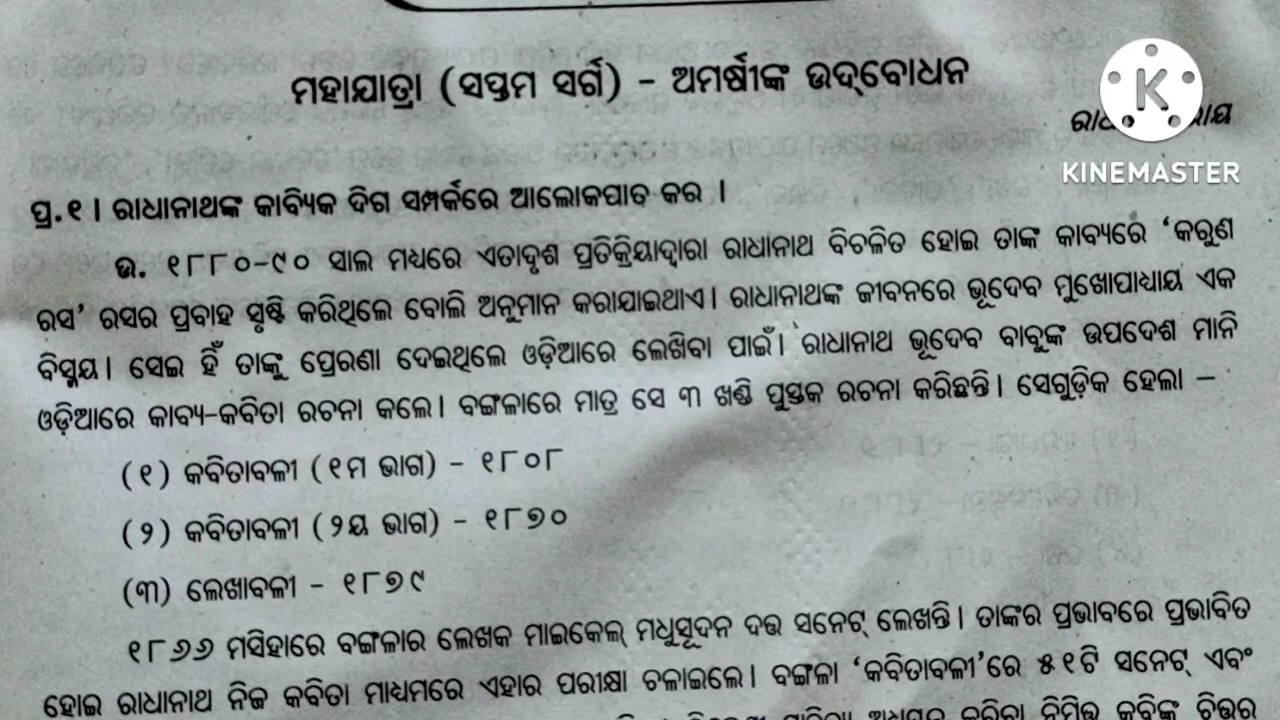 ମହାଯାତ୍ରା (ସପ୍ତମ ସର୍ଗ) - ଅମର୍ଷୀଙ୍କ ଉଦ୍‌ବୋଧନ
K
KINEMASTER
ପ୍ର.୧। ରାଧାନାଥଙ୍କ କାବ୍ୟିକ ଦିଗ ସମ୍ପର୍କରେ ଆଲୋକପାତ କର ।
ଉ. ୧୮୮୦-୯୦ ସାଲ ମଧ୍ୟରେ ଏତାଦୃଶ ପ୍ରତିକ୍ରିୟାଦ୍ୱାରା ରାଧାନାଥ ବିଚଳିତ ହୋଇ ତାଙ୍କ କାବ୍ୟରେ ‘କରୁଣ
ରସ’ ରସର ପ୍ରବାହ ସୃଷ୍ଟି କରିଥିଲେ ବୋଲି ଅନୁମାନ କରାଯାଇଥାଏ। ରାଧାନାଥଙ୍କ ଜୀବନରେ ଭୂଦେବ ମୁଖୋପାଧ୍ୟାୟ ଏକ
ବିସ୍ମୟ। ସେଇ ହିଁ ତାଙ୍କୁ ପ୍ରେରଣା ଦେଇଥିଲେ ଓଡ଼ିଆରେ ଲେଖିବା ପାଇଁ। ରାଧାନାଥ ଭୂଦେବ ବାବୁଙ୍କ ଉପଦେଶ ମାନି
ଓଡ଼ିଆରେ କାବ୍ୟ-କବିତା ରଚନା କଲେ। ବଙ୍ଗଳାରେ ମାତ୍ର ସେ ୩ ଖଣ୍ଡି ପୁସ୍ତକ ରଚନା କରିଛନ୍ତି। ସେଗୁଡ଼ିକ ହେଲା –
(୧) କବିତାବଳୀ (୧ମ ଭାଗ) - ୧୮୦୮
(୨) କବିତାବଳୀ (୨ୟ ଭାଗ) - ୧୮୭୦
(୩) ଲେଖାବଳୀ - ୧୮୭୯
୧୮୬୬ ମସିହାରେ ବଙ୍ଗଳାର ଲେଖକ ମାଇକେଲ୍ ମଧୁସୂଦନ ଦତ୍ତ ସନେଟ୍ ଲେଖନ୍ତି। ତାଙ୍କର ପ୍ରଭାବରେ ପ୍ରଭାବିତ
ହୋଇ ରାଧାନାଥ ନିଜ କବିତା ମାଧ୍ୟମରେ ଏହାର ପରୀକ୍ଷା ଚଳାଇଲେ। ବଙ୍ଗଳା ‘କବିତାବଳୀ’ରେ ୫୧ଟି ସନେଟ୍ ଏବଂ
ନିମିତ୍ତ କବିଙ୍କ ଚିତ୍ତର